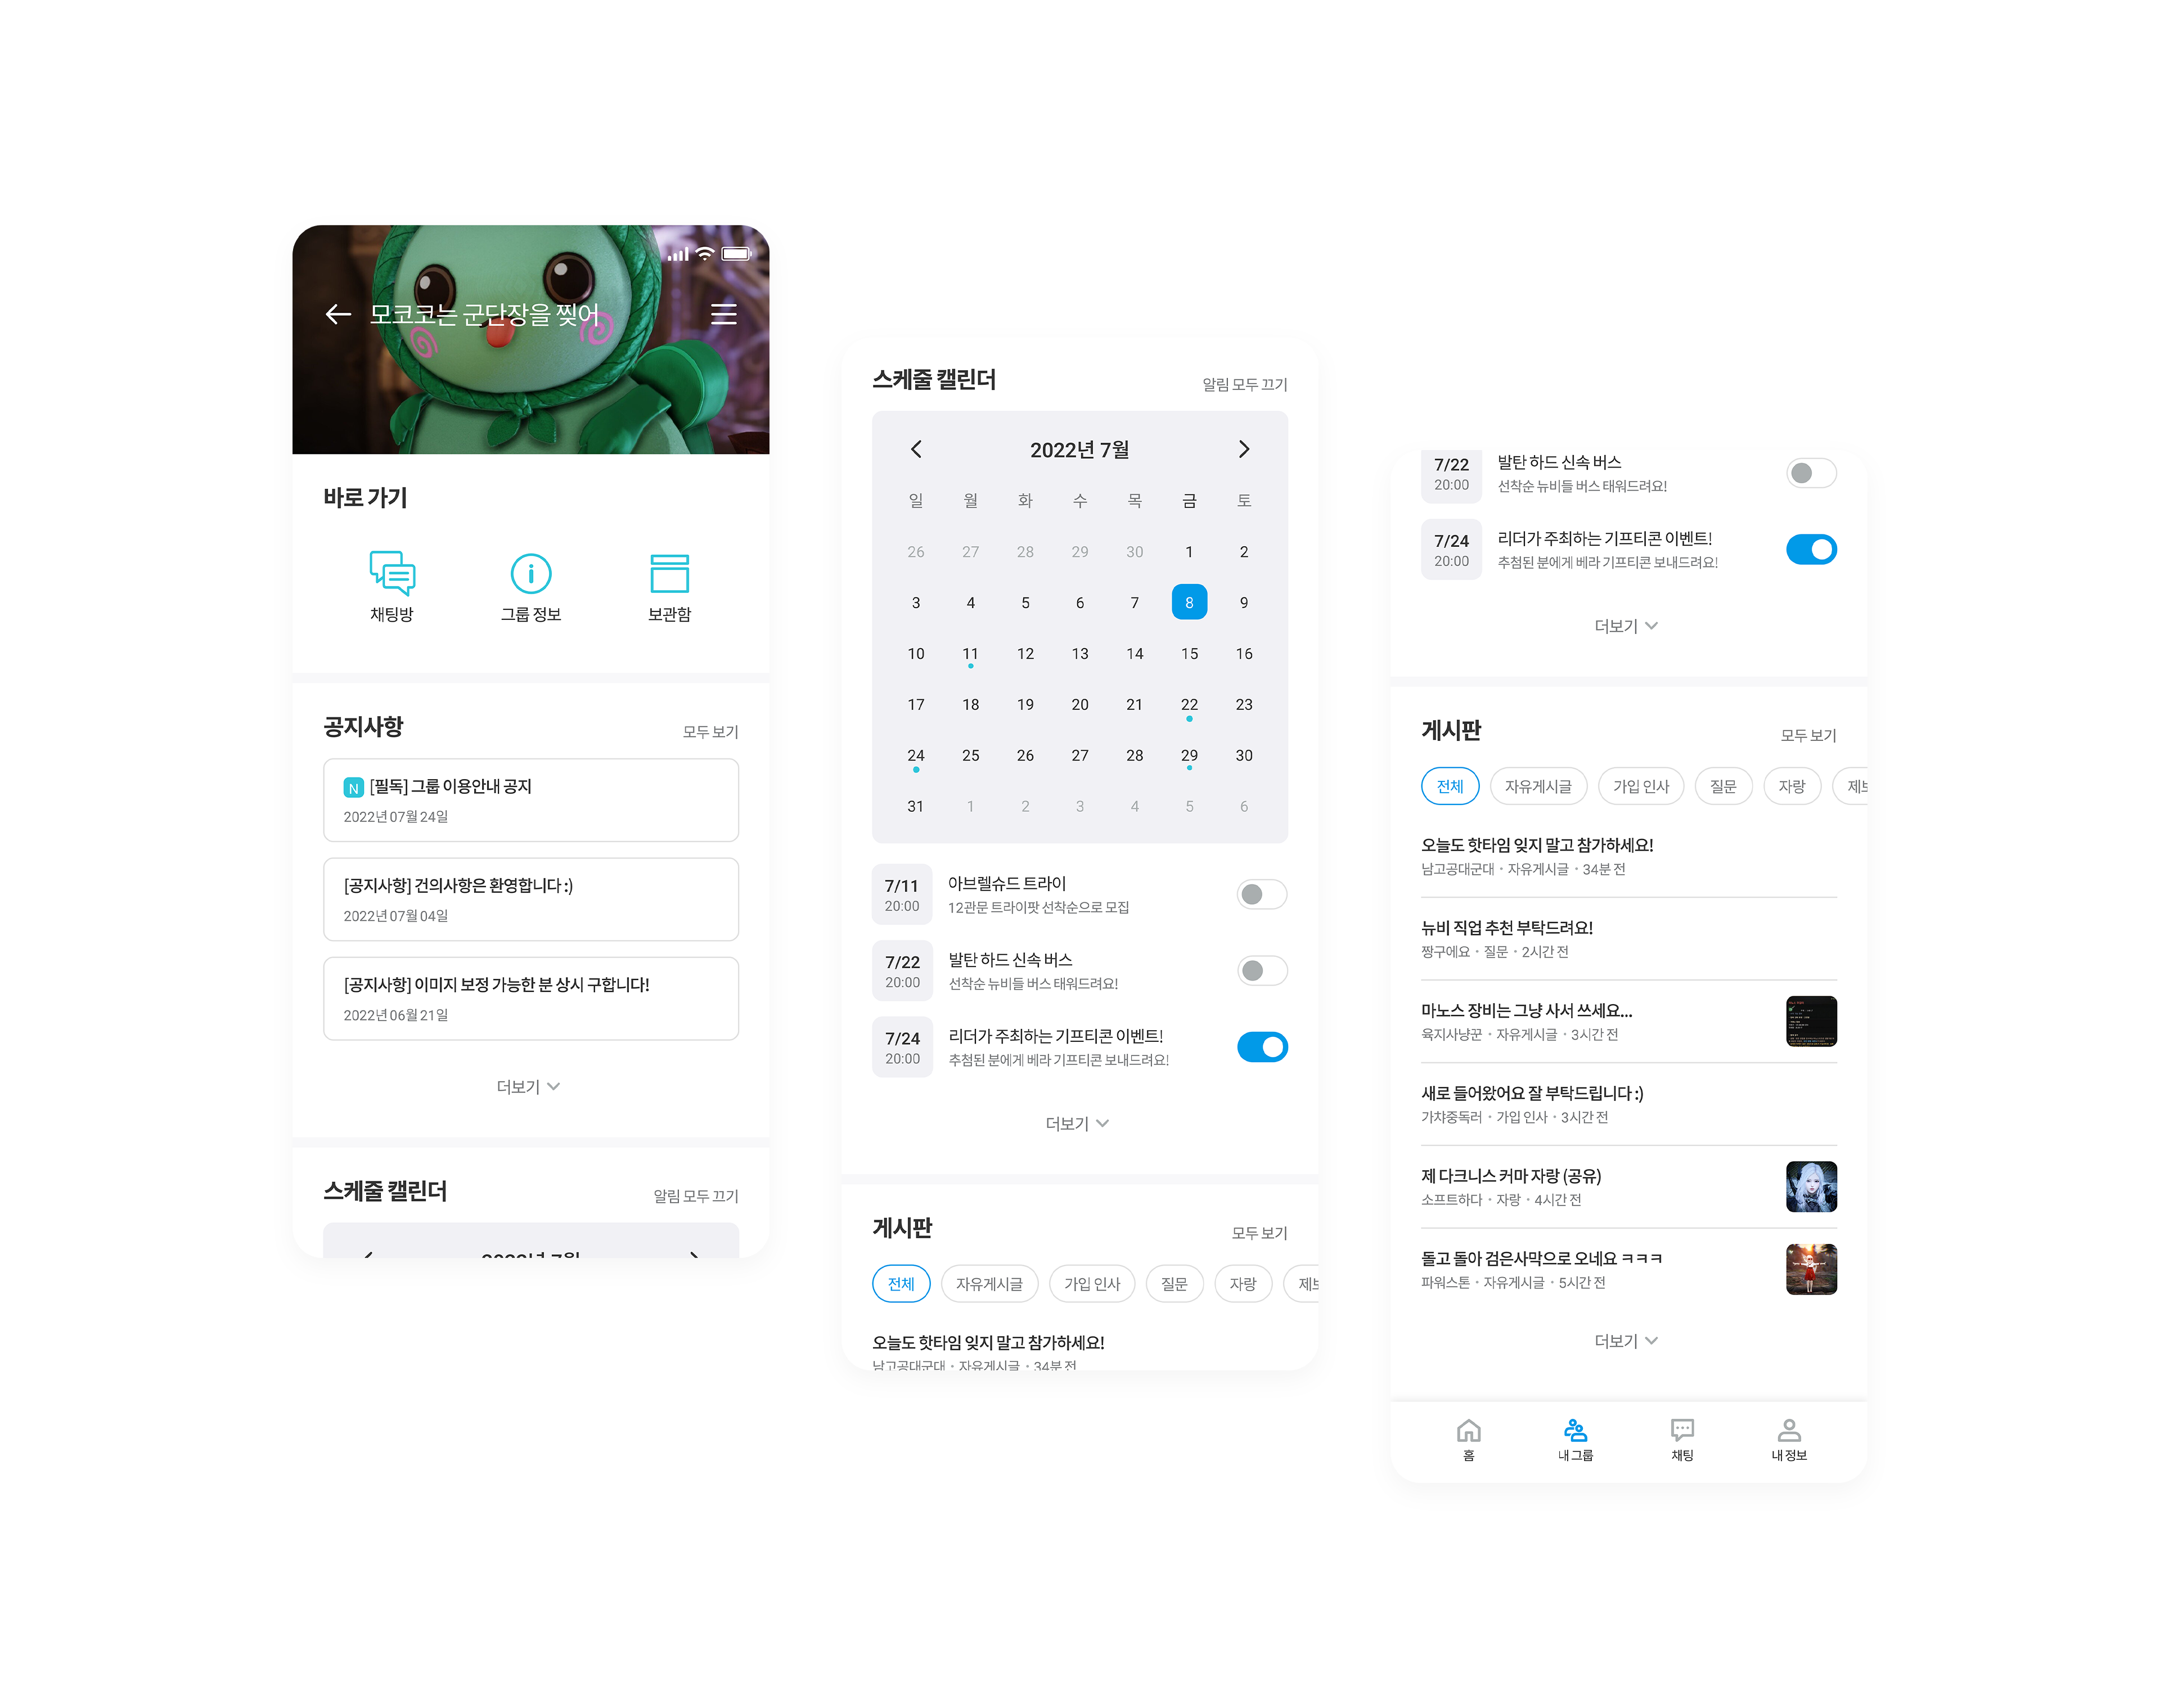 모코코는 군단장을 찢어
바로 가기
채팅방 그룹 정보 보관함
공지사항 모두 보기
N [필독] 그룹 이용안내 공지
2022년 07월 24일
[공지사항] 건의사항은 환영합니다 :)
2022년 07월 04일
[공지사항] 이미지 보정 가능한 분 상시 구합니다!
2022년 06월 21일
더보기
스케줄 캘린더 알림 모두 끄기
2022년 7월
스케줄 캘린더 알림 모두 끄기
2022년 7월
일 월 화 수 목 금 토
26 27 28 29 30 1 2
3 4 5 6 7 8 9
10 11 12 13 14 15 16
17 18 19 20 21 22 23
24 25 26 27 28 29 30
31 1 2 3 4 5 6
7/11 아브렐슈드 트라이
20:00 12관문 트라이팟 선착순으로 모집
7/22 발탄 하드 신속 버스
20:00 선착순 뉴비들 버스 태워드려요!
7/24 리더가 주최하는 기프티콘 이벤트!
20:00 추첨된 분에게 베라 기프티콘 보내드려요!
더보기
게시판 모두 보기
전체 자유게시글 가입 인사 질문 자랑 제보
오늘도 핫타임 잊지 말고 참가하세요!
남고공대군대 · 자유게시글 · 34분 전
7/22 발탄 하드 신속 버스
20:00 선착순 뉴비들 버스 태워드려요!
7/24 리더가 주최하는 기프티콘 이벤트!
20:00 추첨된 분에게 베라 기프티콘 보내드려요!
더보기
게시판 모두 보기
전체 자유게시글 가입 인사 질문 자랑 제보
오늘도 핫타임 잊지 말고 참가하세요!
남고공대군대 · 자유게시글 · 34분 전
뉴비 직업 추천 부탁드려요!
짱구에요 · 질문 · 2시간 전
마노스 장비는 그냥 사서 쓰세요...
육지사냥꾼 · 자유게시글 · 3시간 전
새로 들어왔어요 잘 부탁드립니다 :)
가챠중독러 · 가입 인사 · 3시간 전
제 다크니스 커마 자랑 (공유)
소프트하다 · 자랑 · 4시간 전
돌고 돌아 검은사막으로 오네요 ㅋㅋㅋ
파워스톤 · 자유게시글 · 5시간 전
더보기
홈 내 그룹 채팅 내 정보